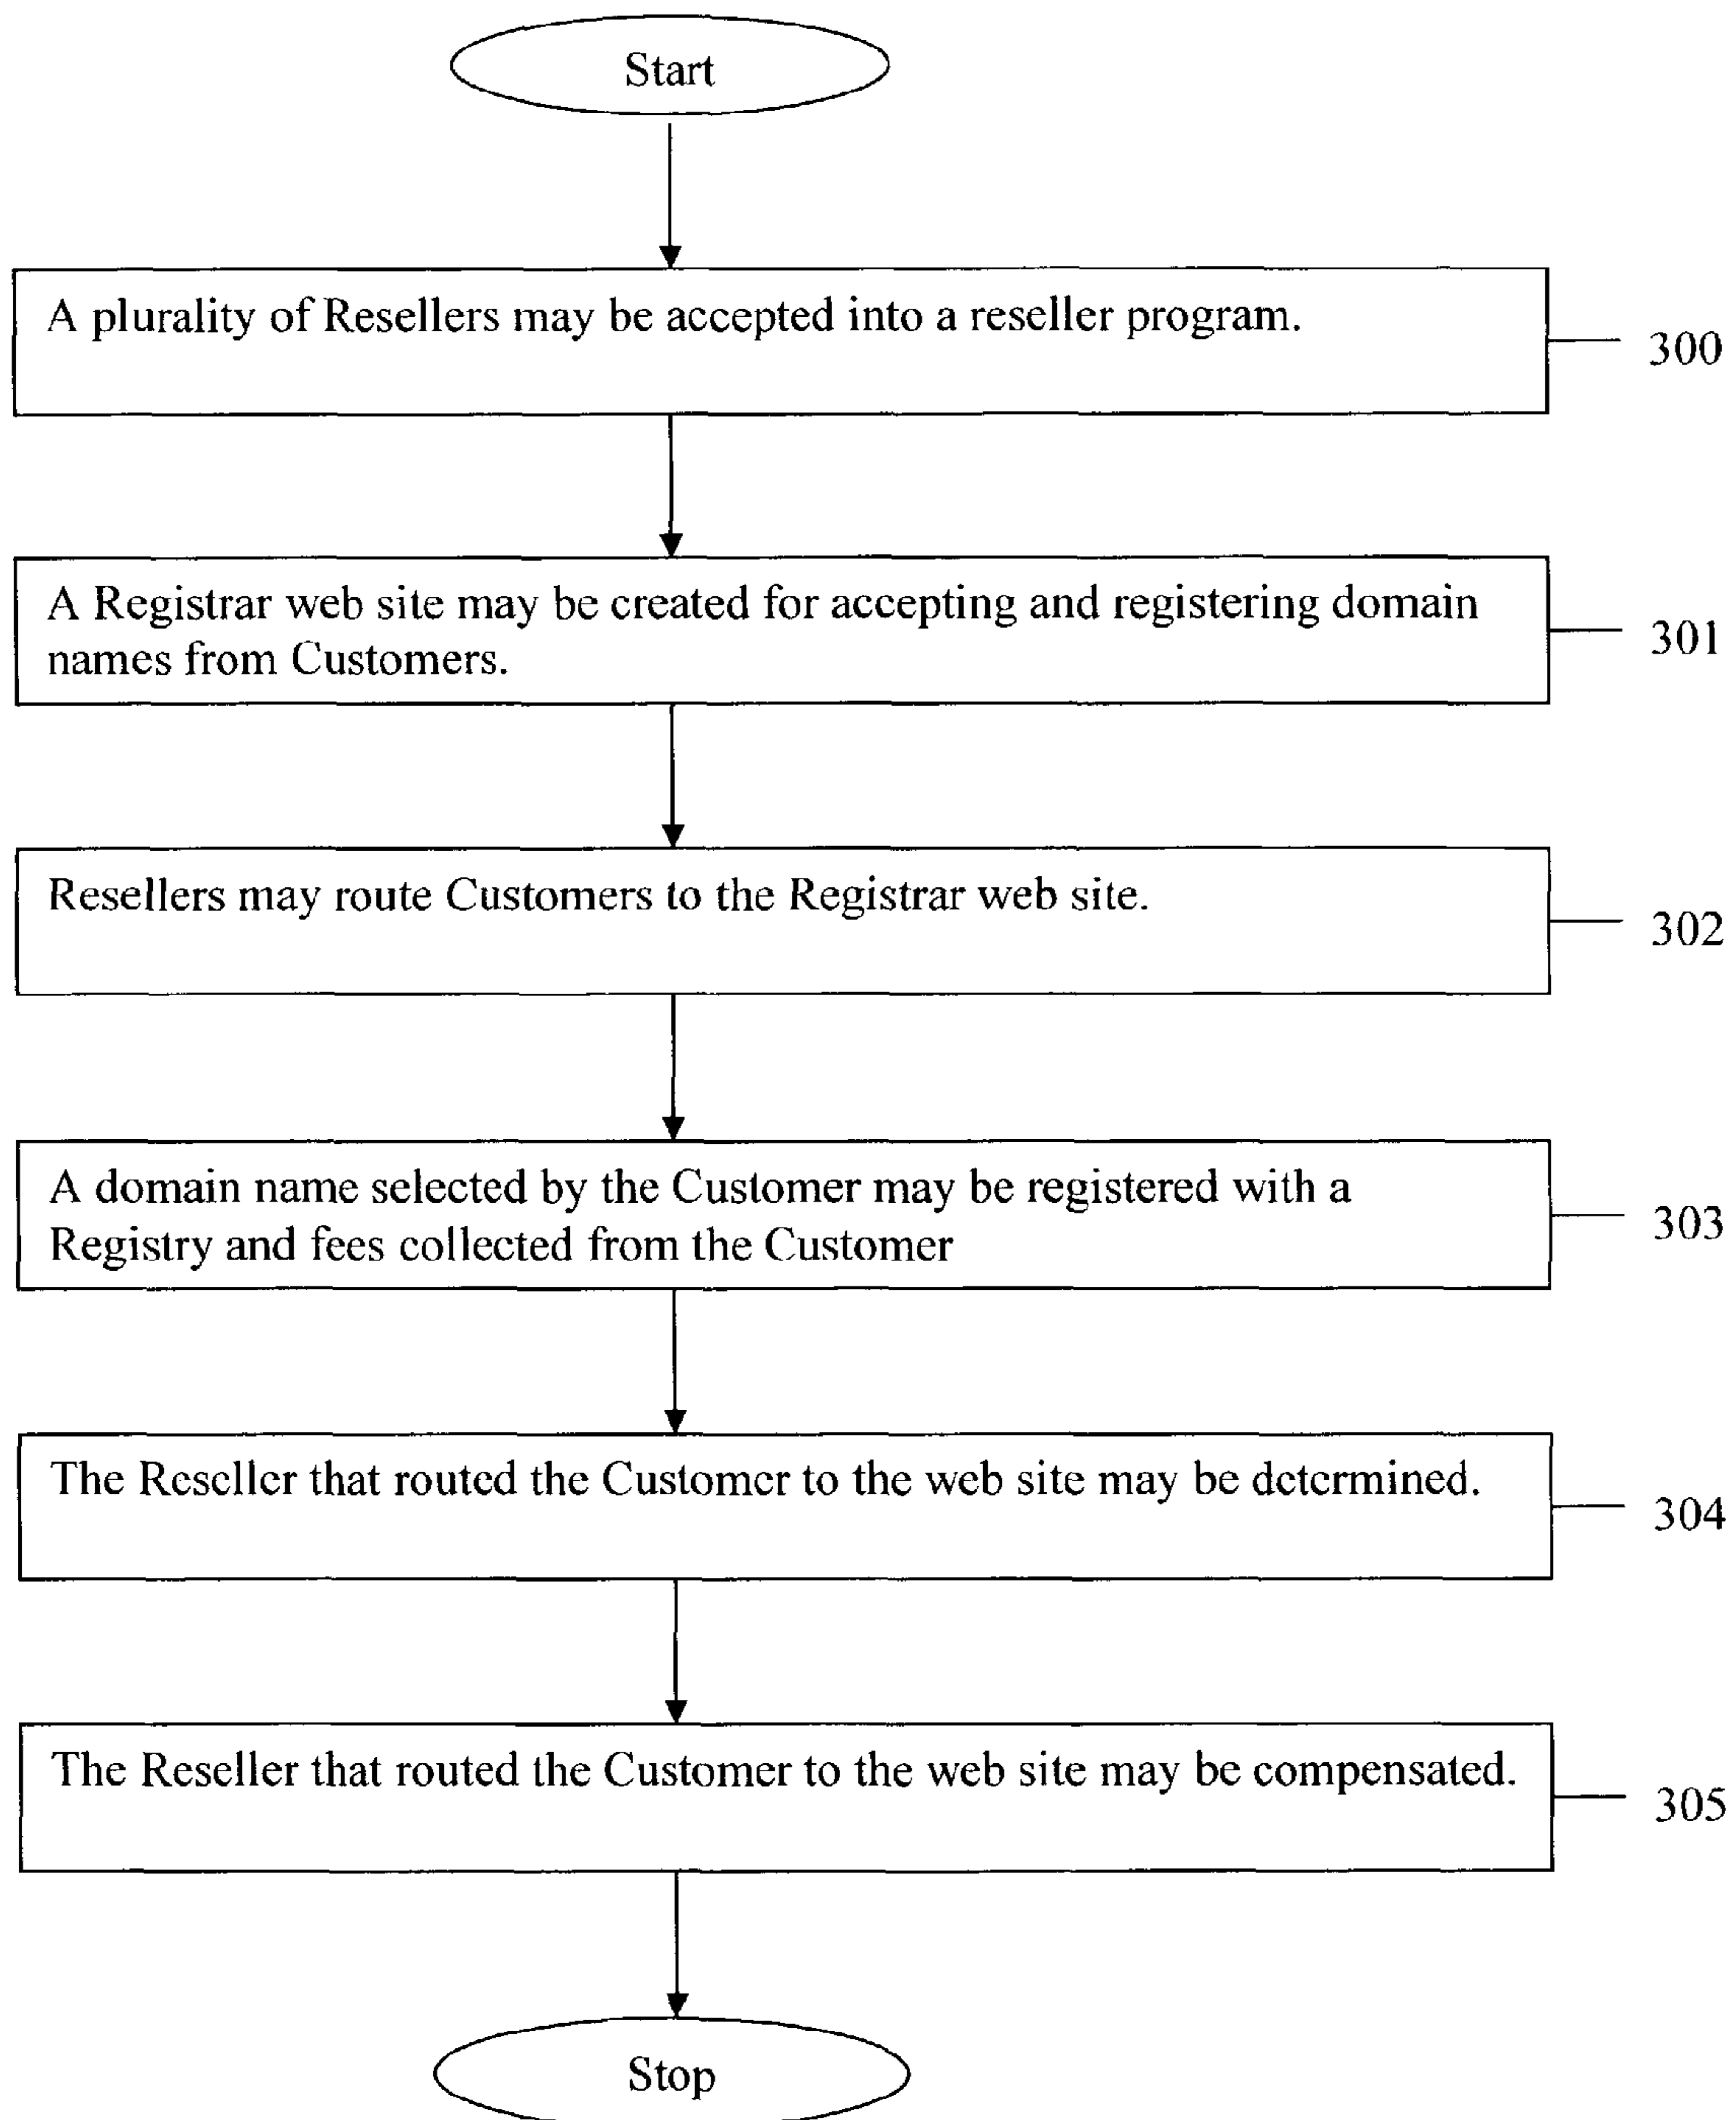 Start
A plurality of Resellers may be accepted into a reseller program.
300
A Registrar web site may be created for accepting and registering domain
names from Customers.
301
Resellers may route Customers to the Registrar web site.
302
A domain name selected by the Customer may be registered with a
Registry and fees collected from the Customer
303
The Reseller that routed the Customer to the web site may be determined.
304
The Reseller that routed the Customer to the web site may be compensated.
305
Stop